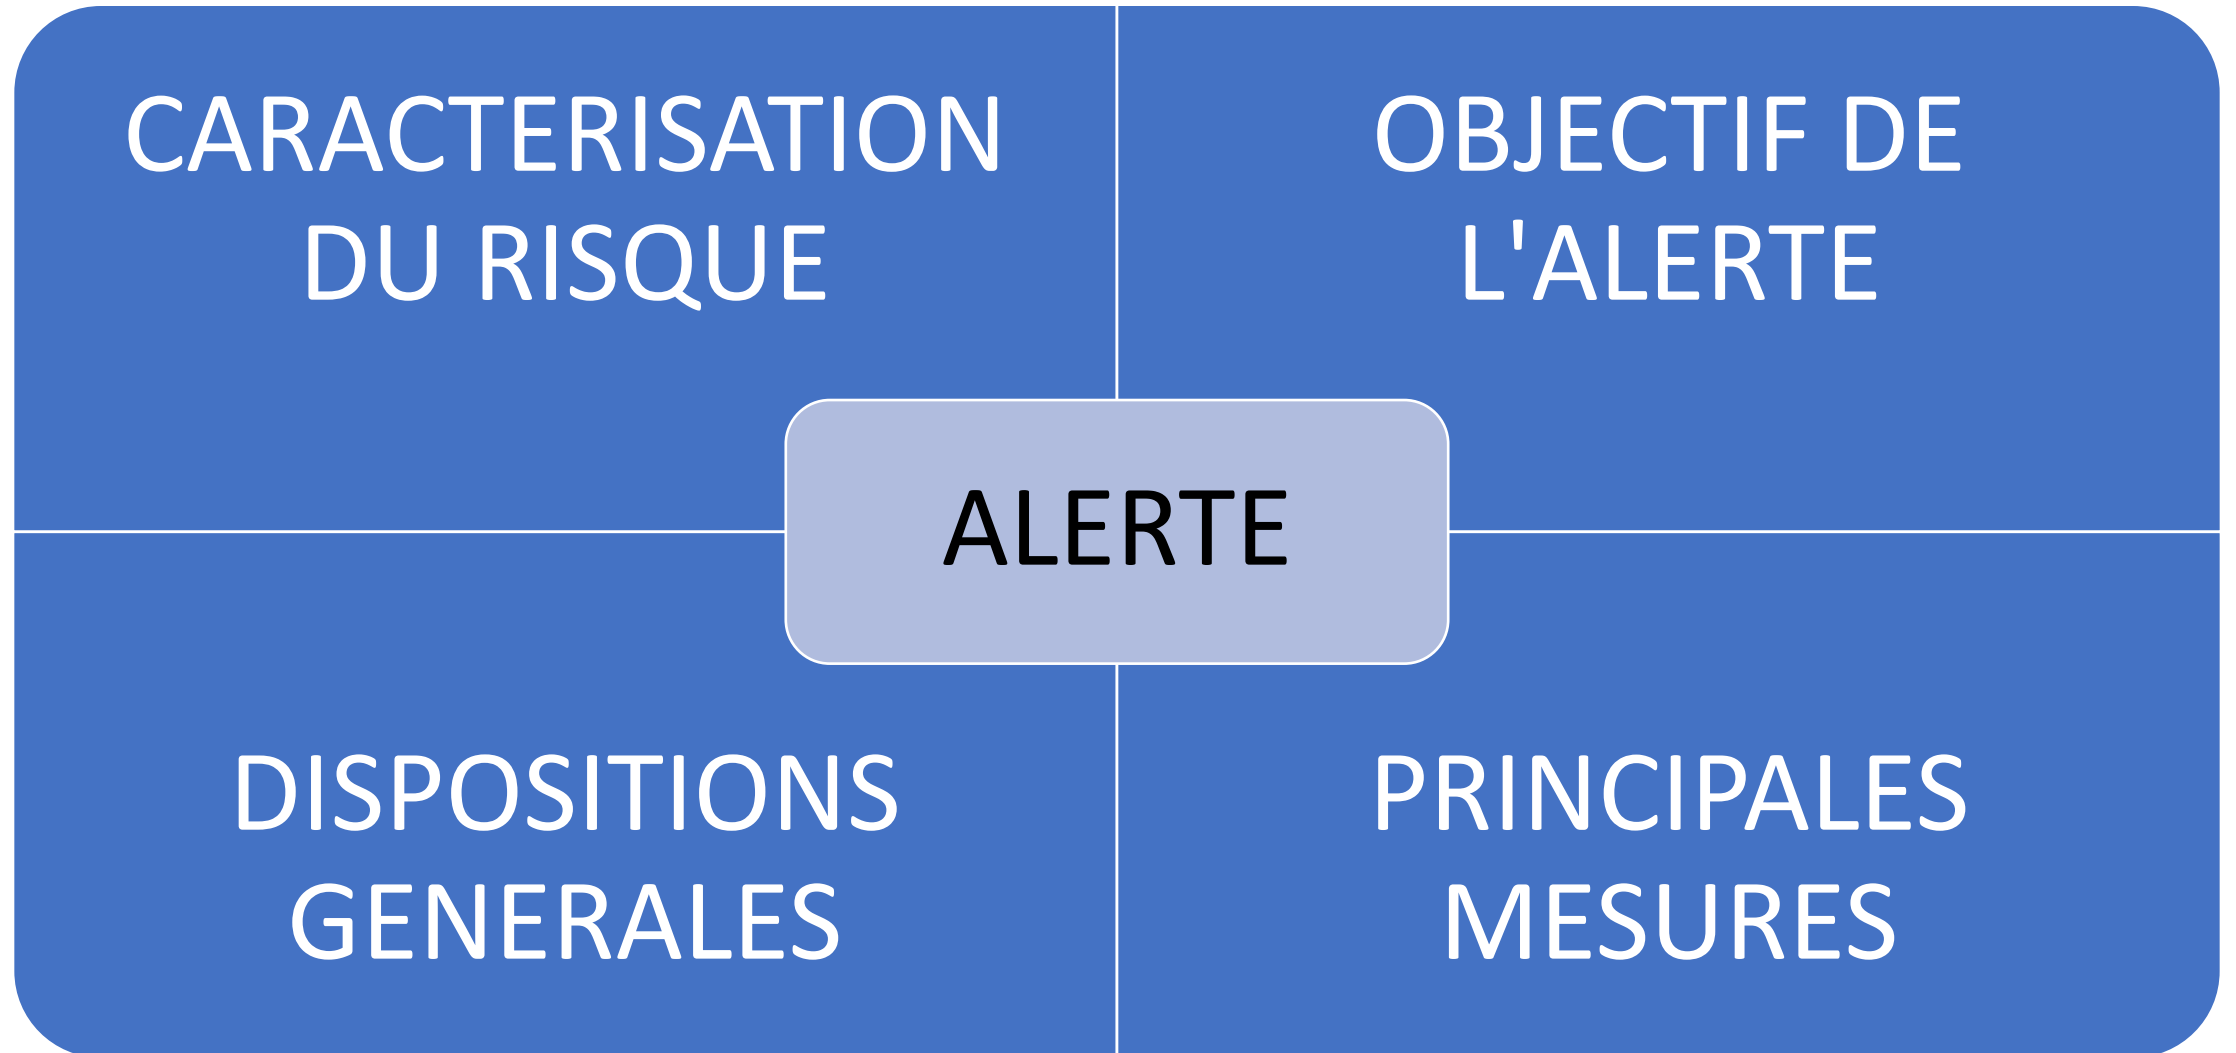 CARACTERISATION
DU RISQUE
OBJECTIF DE
L'ALERTE
ALERTE
DISPOSITIONS
GENERALES
PRINCIPALES
MESURES